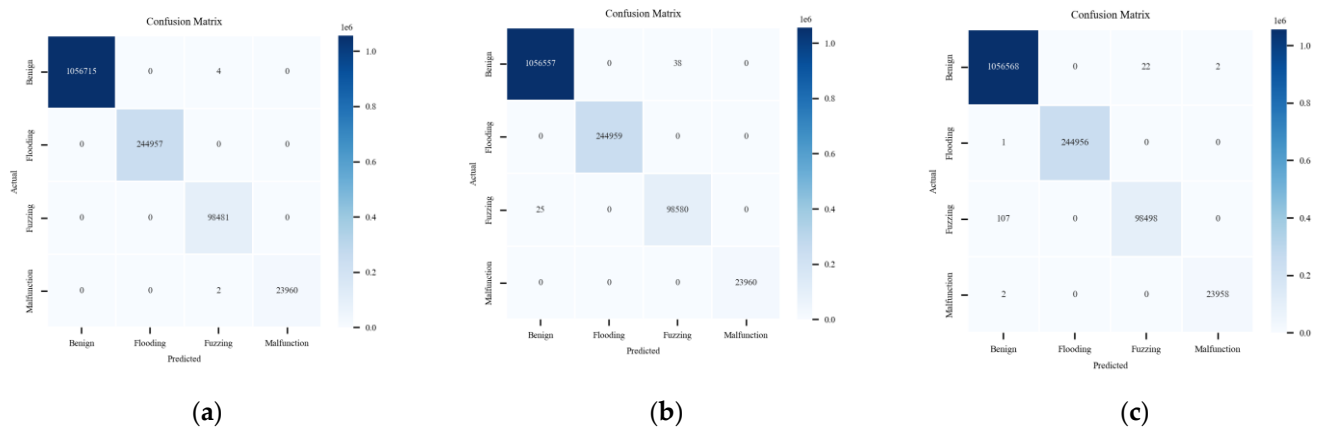 Confusion Matrix
1e6
Benign 1056715 0 4 0
Flooding 0 244957 0 0
Fuzzing 0 0 98481 0
Malfunction 0 0 2 23960
Benign Flooding Fuzzing Malfunction
Predicted
Actual
1.0
0.8
0.6
0.4
0.2
0.0
(a)
Confusion Matrix
1e6
Benign 1056557 0 38 0
Flooding 0 244959 0 0
Fuzzing 25 0 98580 0
Malfunction 0 0 0 23960
Benign Flooding Fuzzing Malfunction
Predicted
Actual
1.0
0.8
0.6
0.4
0.2
0.0
(b)
Confusion Matrix
1e6
Benign 1056568 0 22 2
Flooding 1 244956 0 0
Fuzzing 107 0 98498 0
Malfunction 2 0 0 23958
Benign Flooding Fuzzing Malfunction
Predicted
Actual
1.0
0.8
0.6
0.4
0.2
0.0
(c)